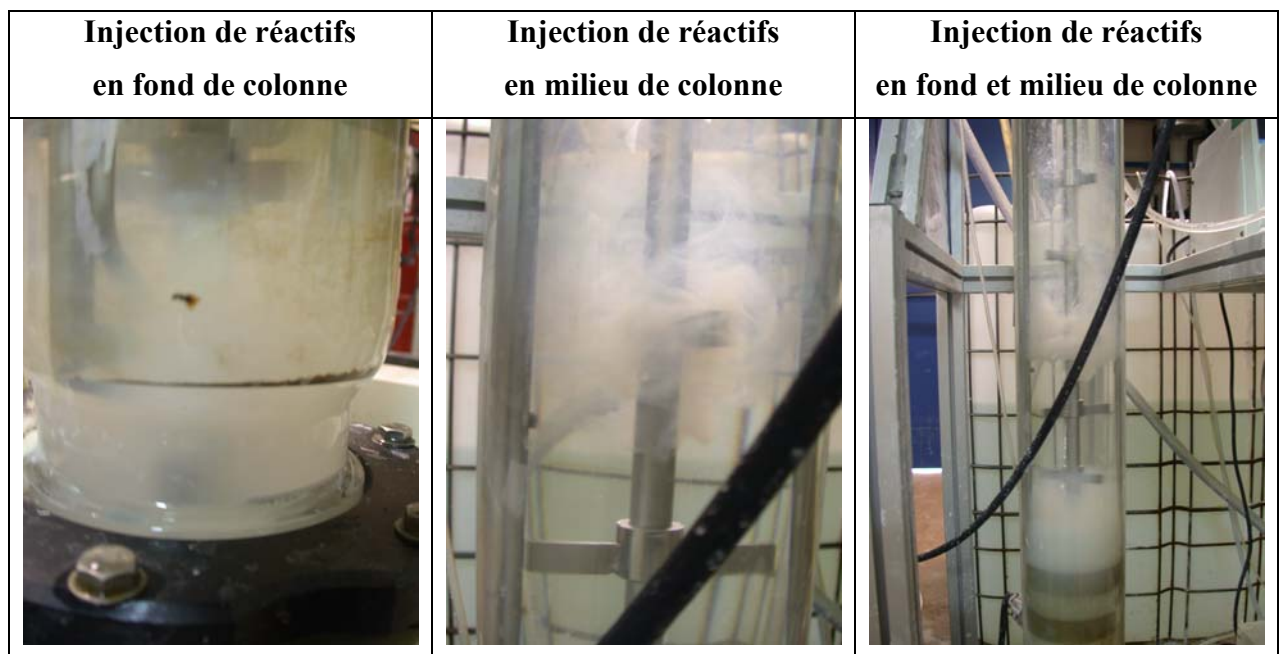 Injection de réactifs
en fond de colonne
Injection de réactifs
en milieu de colonne
Injection de réactifs
en fond et milieu de colonne